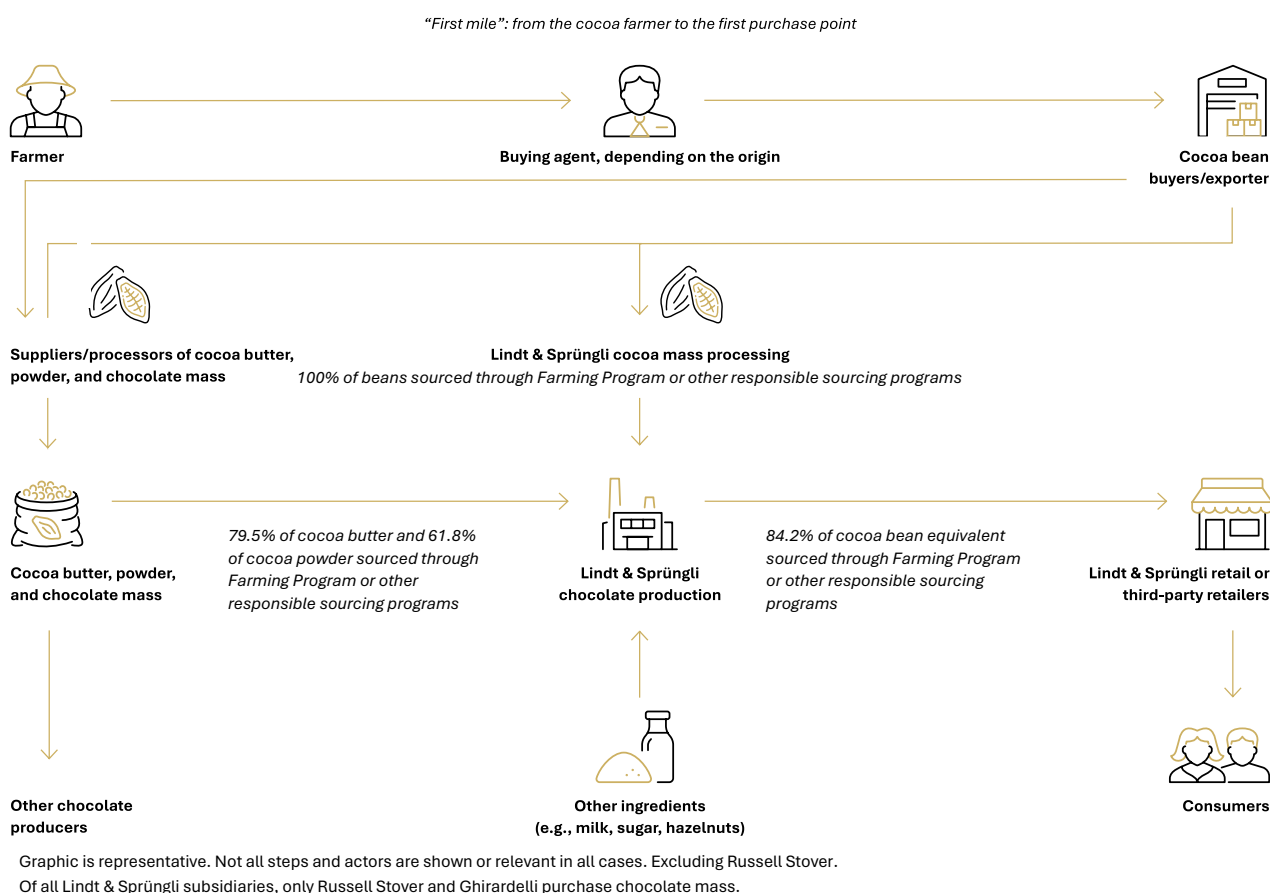 “First mile”: from the cocoa farmer to the first purchase point
Farmer
Buying agent, depending on the origin
Cocoa bean
buyers/exporter
Suppliers/processors of cocoa butter,
powder, and chocolate mass
Lindt & Sprüngli cocoa mass processing
100% of beans sourced through Farming Program or other responsible sourcing programs
79.5% of cocoa butter and 61.8%
of cocoa powder sourced through
Farming Program or other
responsible sourcing programs
84.2% of cocoa bean equivalent
sourced through Farming Program
or other responsible sourcing
programs
Cocoa butter, powder,
and chocolate mass
Lindt & Sprüngli
chocolate production
Lindt & Sprüngli retail or
third-party retailers
Other chocolate
producers
Other ingredients
(e.g., milk, sugar, hazelnuts)
Consumers
Graphic is representative. Not all steps and actors are shown or relevant in all cases. Excluding Russell Stover.
Of all Lindt & Sprüngli subsidiaries, only Russell Stover and Ghirardelli purchase chocolate mass.